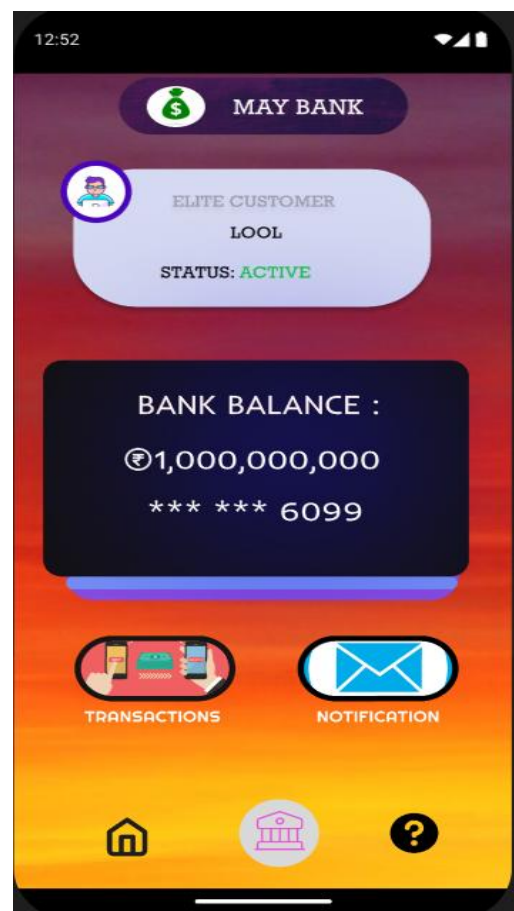 12:52
$ MAY BANK
ELITE CUSTOMER
LOOL
STATUS: ACTIVE
BANK BALANCE :
₹1,000,000,000
*** *** 6099
TRANSACTIONS
NOTIFICATION
?